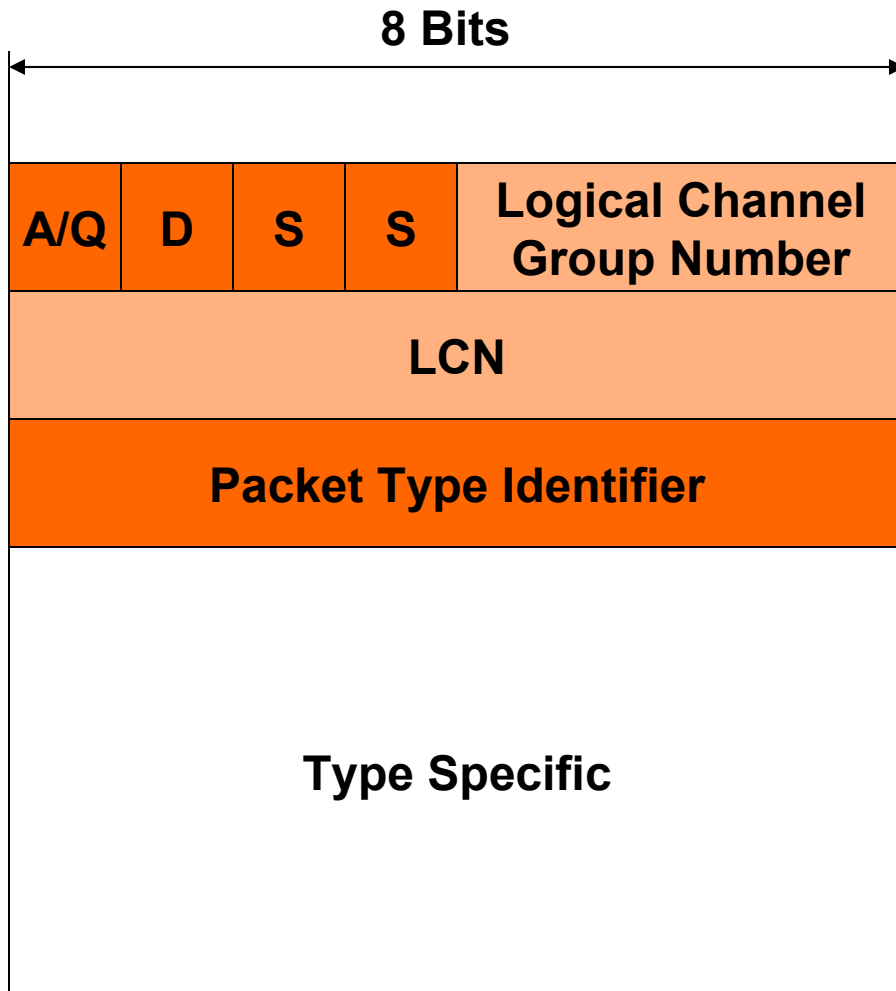 8 Bits
A/Q D S S Logical Channel
Group Number
LCN
Packet Type Identifier
Type Specific